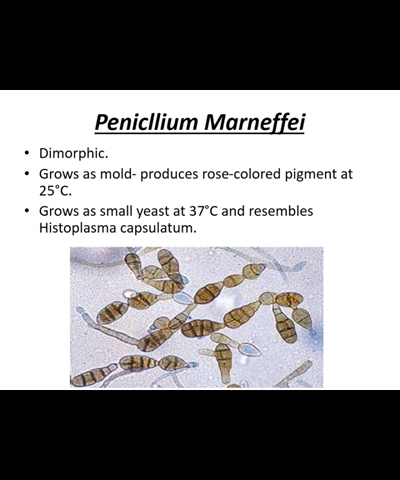 Penicllium Marneffei
• Dimorphic.
• Grows as mold- produces rose-colored pigment at
25°C.
• Grows as small yeast at 37°C and resembles
Histoplasma capsulatum.